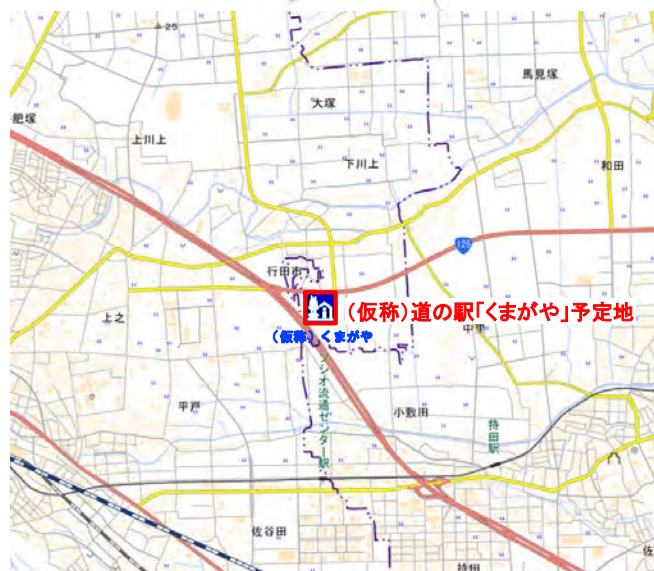 25
馬見塚
大塚
肥塚
上川上
下川上
和田
125
行田市
(仮称)道の駅「くまがや」予定地
上之
(仮称)くまがや
中里
ソシオ流通センター駅
平戸
小敷田
持田駅
佐谷田
持田
佐